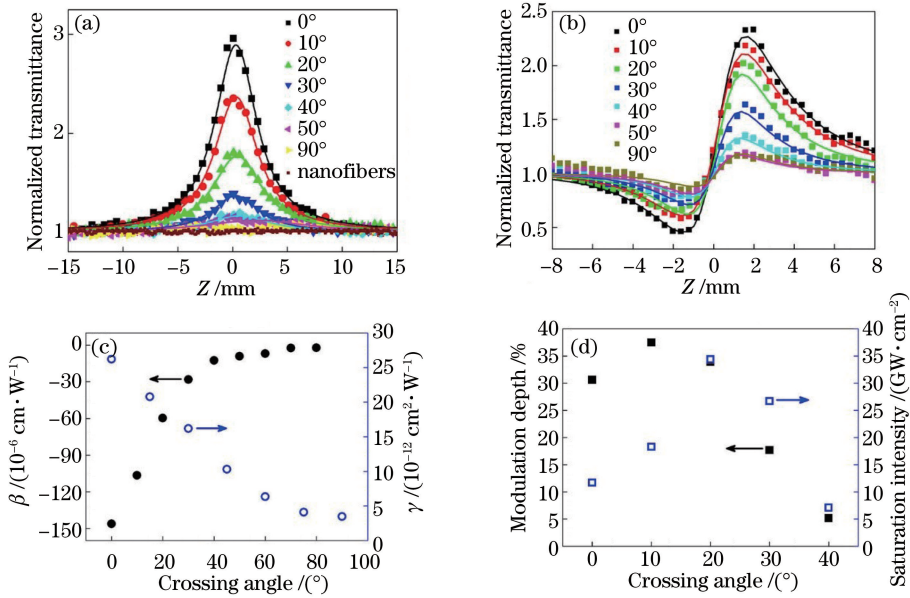 (a)
Normalized transmittance
3
2
1
0°
10°
20°
30°
40°
50°
90°
nanofibers
−15 −10 −5 0 5 10 15
Z /mm
(b)
Normalized transmittance
2.5
2.0
1.5
1.0
0.5
0°
10°
20°
30°
40°
50°
90°
−8 −6 −4 −2 0 2 4 6 8
Z /mm
(c)
β /(10⁻⁶ cm·W⁻¹)
0
−30
−60
−90
−120
−150
30
25
20
15
10
5
0
γ /(10⁻¹² cm²·W⁻¹)
0 20 40 60 80 100
Crossing angle /(°)
(d)
Modulation depth /%
40
35
30
25
20
15
10
5
0
40
35
30
25
20
15
10
5
0
Saturation intensity /(GW·cm⁻²)
0 10 20 30 40
Crossing angle /(°)